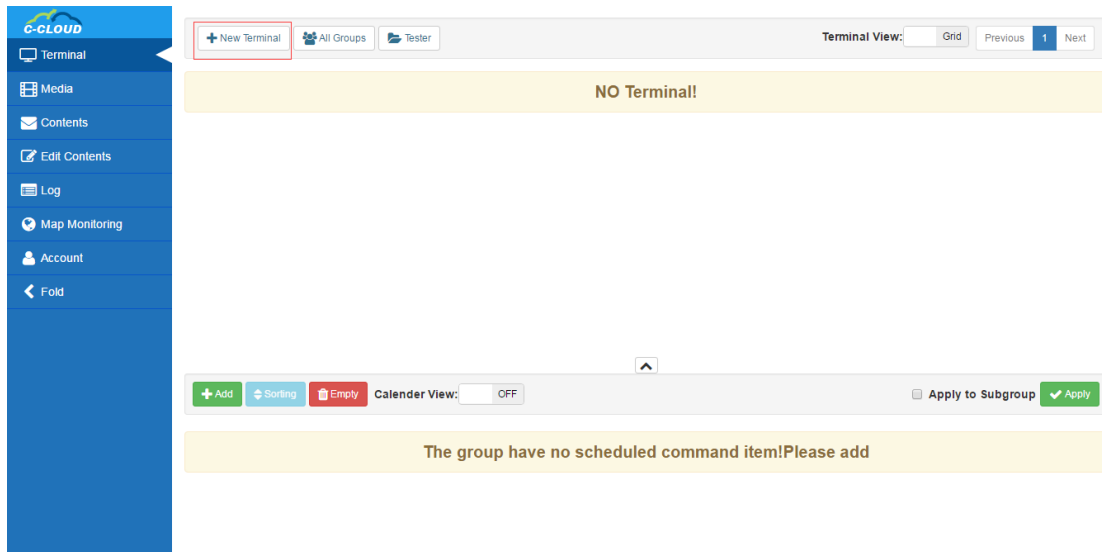 C-CLOUD
Terminal
Media
Contents
Edit Contents
Log
Map Monitoring
Account
Fold
New Terminal All Groups Tester Terminal View: Grid Previous 1 Next
NO Terminal!
Add Sorting Empty Calender View: OFF Apply to Subgroup Apply
The group have no scheduled command item!Please add